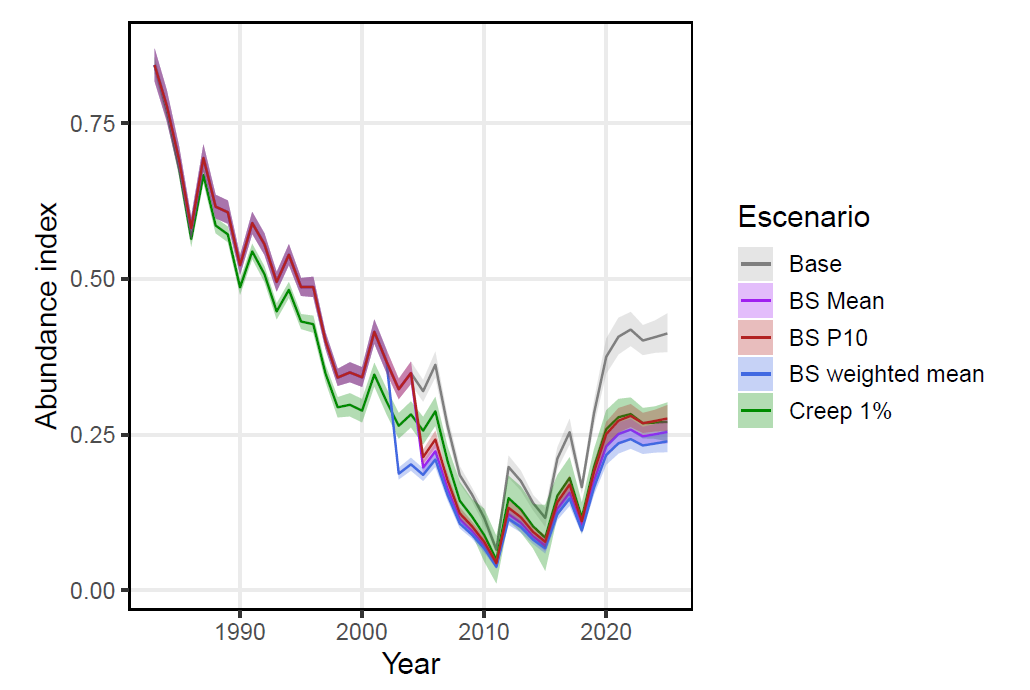 Abundance index
0.75
0.50
0.25
0.00
1990
2000
2010
2020
Year
Escenario
Base
BS Mean
BS P10
BS weighted mean
Creep 1%